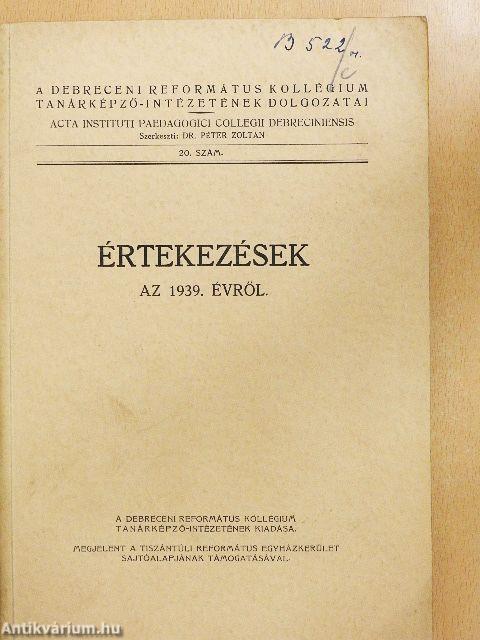 B 522/c
A DEBRECENI REFORMÁTUS KOLLÉGIUM
TANÁRKÉPZŐ-INTÉZETÉNEK DOLGOZATAI
ACTA INSTITUTI PAEDAGOGICI COLLEGII DEBRECINIENSIS
Szerkeszti: DR. PÉTER ZOLTÁN
20. SZÁM.
ÉRTEKEZÉSEK
AZ 1939. ÉVRŐL.
A DEBRECENI REFORMÁTUS KOLLÉGIUM
TANÁRKÉPZŐ-INTÉZETÉNEK KIADÁSA.
MEGJELENT A TISZÁNTÚLI REFORMÁTUS EGYHÁZKERÜLET
SAJTÓALAPJÁNAK TÁMOGATÁSÁVAL.
Antikvárium.hu